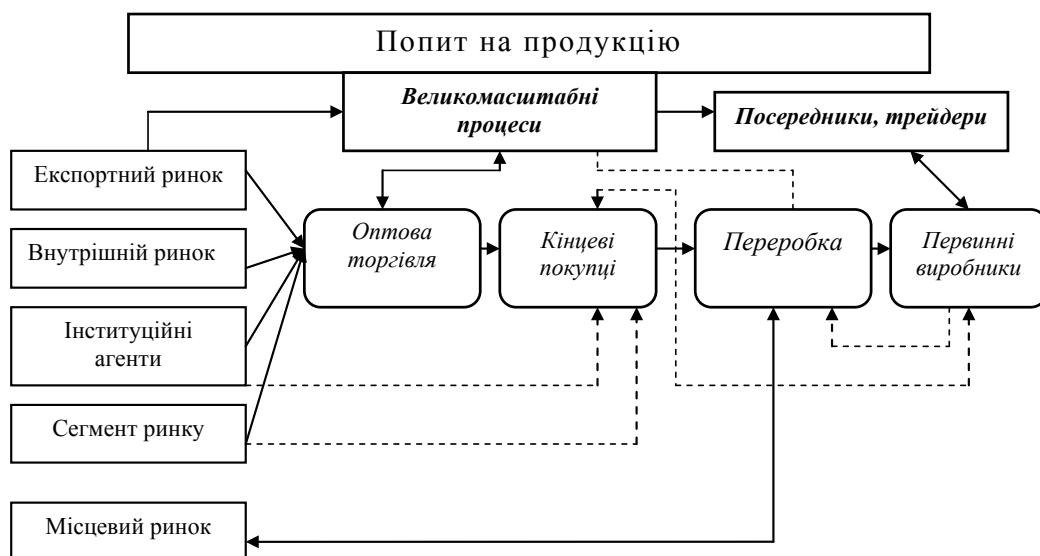 Попит на продукцію
Великомасштабні
процеси
Посередники, трейдери
Експортний ринок
Внутрішній ринок
Інституційні
агенти
Сегмент ринку
Місцевий ринок
Оптова
торгівля
Кінцеві
покупці
Переробка
Первинні
виробники